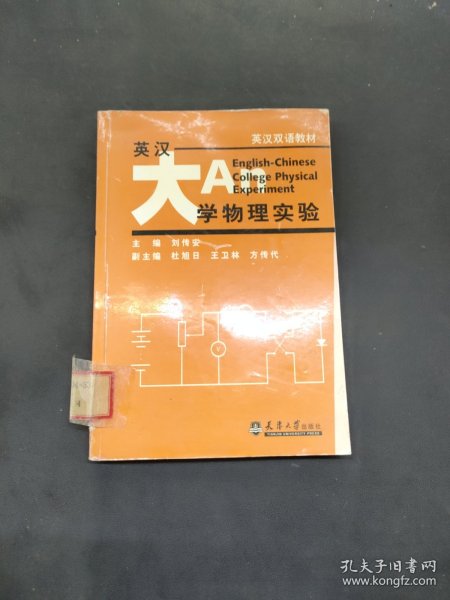 英汉双语教材
英汉
A English-Chinese
College Physical
Experiment
大学物理实验
主编 刘传安
副主编 杜旭日 王卫林 方传代
V
天津大学出版社
TIANJIN UNIVERSITY PRESS
4
孔夫子旧书网
www.kongfz.com